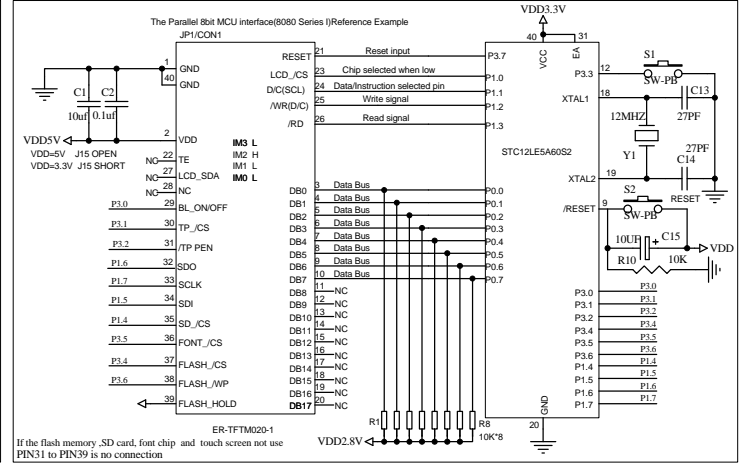 The Parallel 8bit MCU interface(8080 Series I)Reference Example
JP1/CON1
1 GND
40 GND
C1 C2
10uf 0.1uf
VDD5V
2 VDD
VDD=5V J15 OPEN
VDD=3.3V J15 SHORT
NC 22 TE
NC 27 LCD_SDA
NC 28 NC
P3.0 29 BL_ON/OFF
P3.1 30 TP_/CS
P3.2 31 /TP PEN
P1.6 32 SDO
P1.7 33 SCLK
P1.5 34 SDI
P1.4 35 SD_/CS
P3.5 36 FONT_/CS
P3.4 37 FLASH_/CS
P3.6 38 FLASH_/WP
39 FLASH_HOLD
IM3 L
IM2 H
IM1 L
IM0 L
RESET 21 Reset input P3.7
LCD_/CS 23 Chip selected when low P1.0
D/C(SCL) 24 Data/Instruction selected pin P1.1
/WR(D/C) 25 Write signal P1.2
/RD 26 Read signal P1.3
DB0 3 Data Bus P0.0
DB1 4 Data Bus P0.1
DB2 5 Data Bus P0.2
DB3 6 Data Bus P0.3
DB4 7 Data Bus P0.4
DB5 8 Data Bus P0.5
DB6 9 Data Bus P0.6
DB7 10 Data Bus P0.7
DB8 11 NC
DB9 12 NC
DB10 13 NC
DB11 14 NC
DB12 15 NC
DB13 16 NC
DB14 17 NC
DB15 18 NC
DB16 19 NC
DB17 20 NC
ER-TFTM020-1
If the flash memory ,SD card, font chip and touch screen not use
PIN31 to PIN39 is no connection
R1 R8
10K*8
VDD2.8V
VDD3.3V
40 31
VCC EA
STC12LE5A60S2
P3.3 12
S1
SW-PB
XTAL1 18
C13
27PF
12MHZ
Y1
27PF
C14
XTAL2 19
RESET
/RESET 9
S2
SW-PB
10UF + C15
VDD
R10 10K
P3.0 P3.0
P3.1 P3.1
P3.2 P3.2
P3.4 P3.4
P3.5 P3.5
P3.6 P3.6
P1.4 P1.4
P1.5 P1.5
P1.6 P1.6
P1.7 P1.7
GND
20